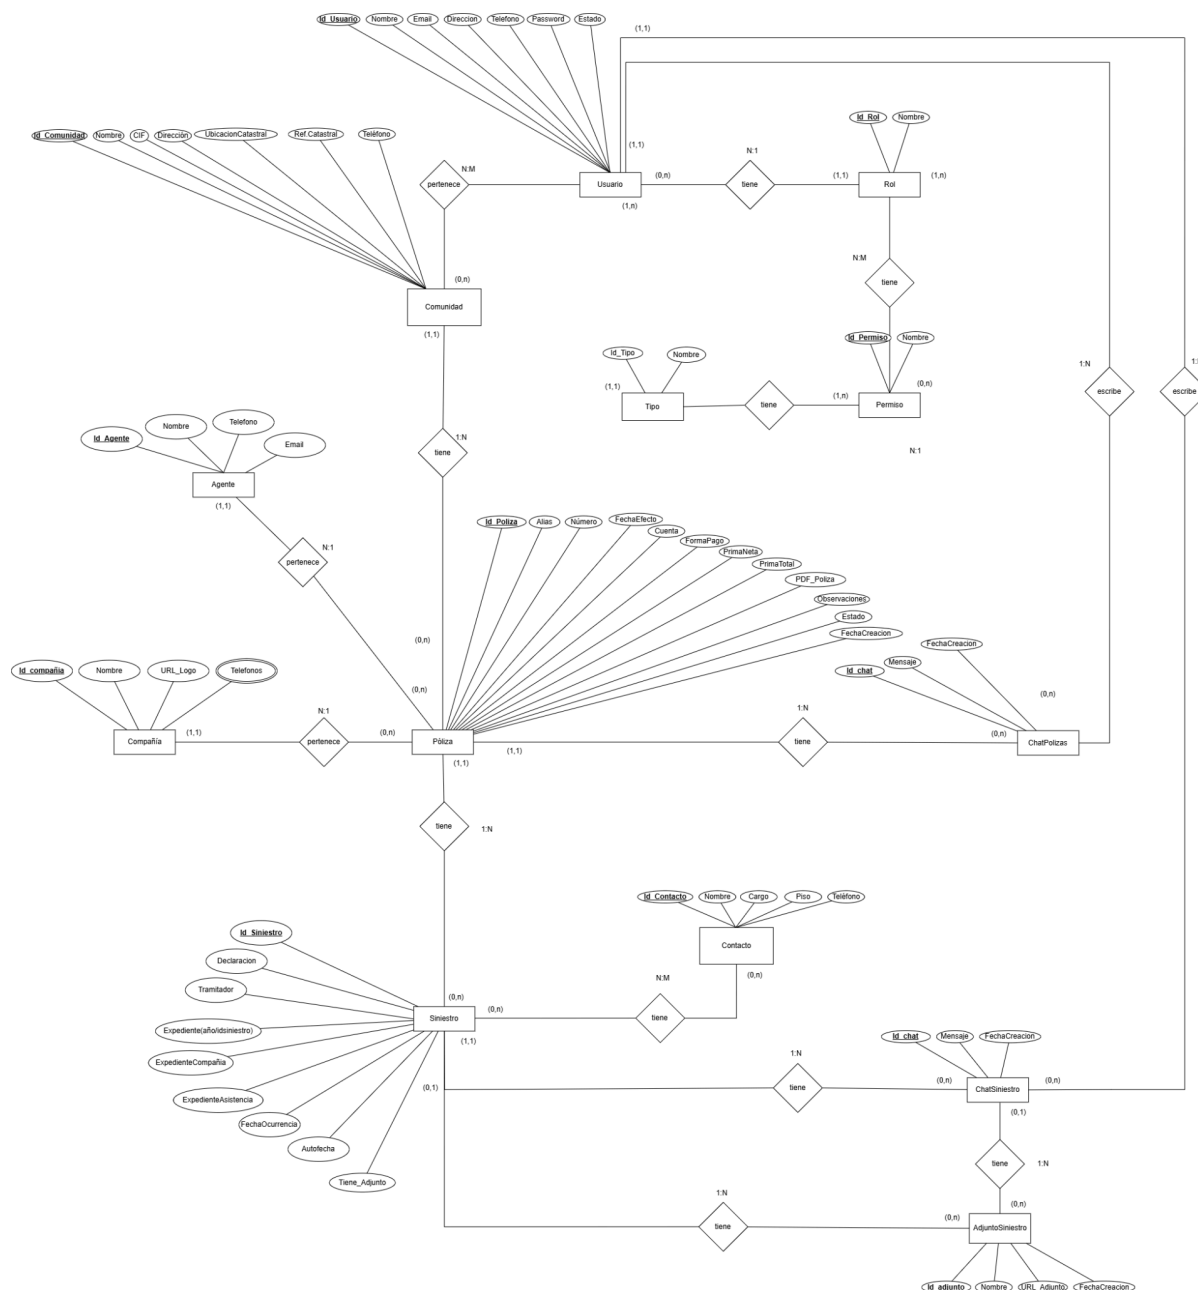 Id_Usuario
Nombre
Email
Direccion
Telefono
Password
Estado
(1,1)
Id_Comunidad
Nombre
CIF
Dirección
UbicacionCatastral
Ref.Catastral
Teléfono
Id_Rol
Nombre
(1,1)
N:1
N:M
pertenece
Usuario
(0,n)
tiene
(1,1)
Rol
(1,n)
(1,n)
N:M
tiene
(0,n)
Comunidad
(1,1)
Id_Tipo
Nombre
Id_Permiso
Nombre
(1,1)
Tipo
tiene
(1,n)
Permiso
(0,n)
1:N
escribe
escribe
N:1
1:N
tiene
Id_Agente
Nombre
Telefono
Email
Agente
(1,1)
N:1
pertenece
Id_Poliza
Alias
Número
FechaEfecto
Cuenta
FormaPago
PrimaNeta
PrimaTotal
PDF_Poliza
Observaciones
Estado
FechaCreacion
(0,n)
Id_chat
Mensaje
FechaCreacion
(0,n)
(0,n)
Id_compañia
Nombre
URL_Logo
Telefonos
N:1
Compañía
(1,1)
pertenece
(0,n)
Póliza
(1,1)
(1,1)
1:N
tiene
(0,n)
ChatPolizas
tiene
1:N
Id_Contacto
Nombre
Cargo
Piso
Teléfono
Contacto
(0,n)
N:M
tiene
Id_Siniestro
Declaracion
Tramitador
Expediente(año/idsiniestro)
ExpedienteCompañia
ExpedienteAsistencia
FechaOcurrencia
Autofecha
Tiene_Adjunto
(0,n)
(0,n)
Siniestro
(1,1)
(0,1)
1:N
tiene
(0,n)
Id_chat
Mensaje
FechaCreacion
ChatSiniestro
(0,n)
(0,1)
tiene
1:N
1:N
tiene
(0,n)
(0,n)
AdjuntoSiniestro
Id_adjunto
Nombre
URL_Adjunto
FechaCreacion